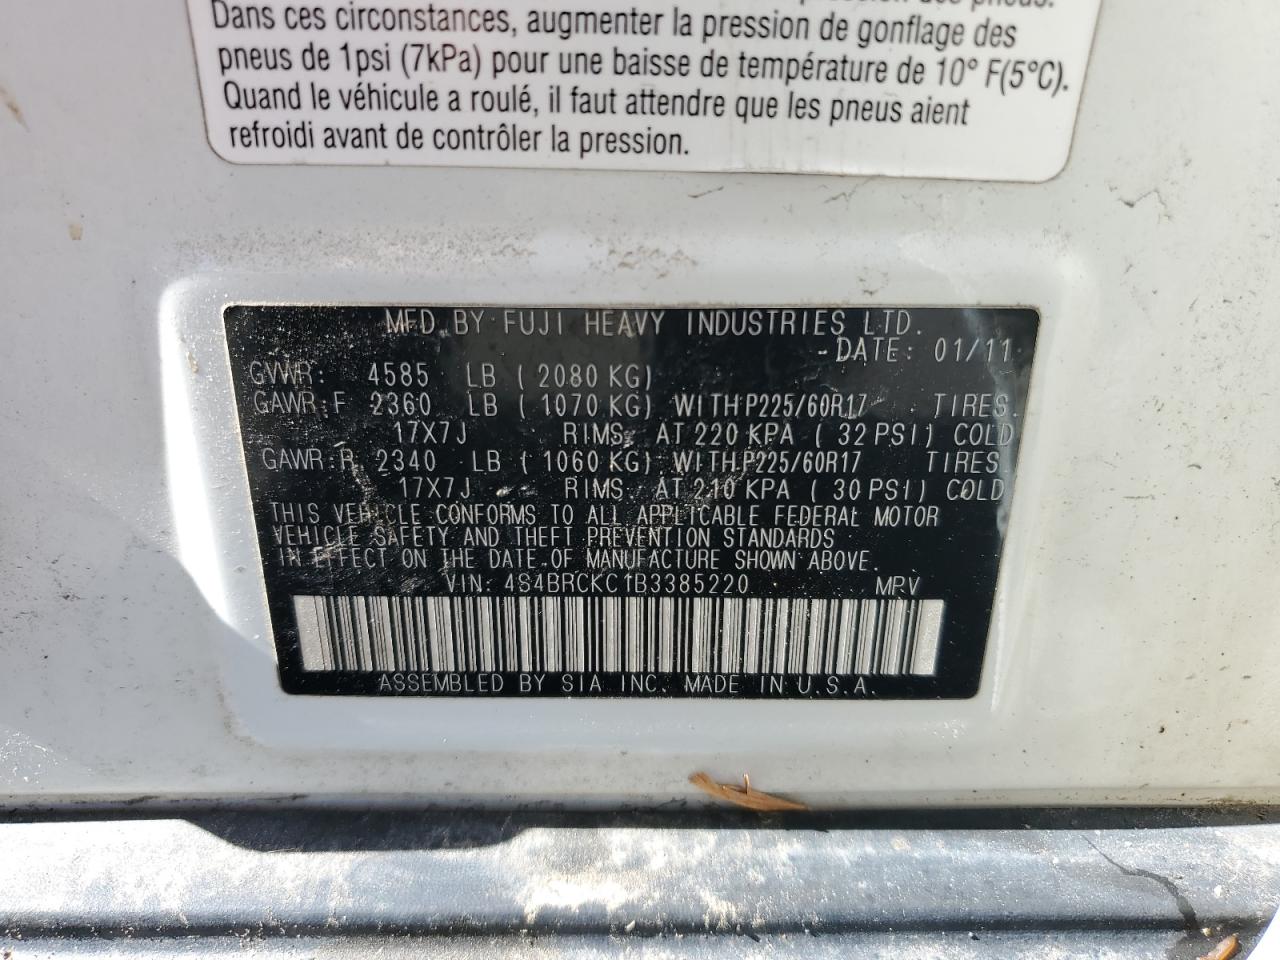 Dans ces circonstances, augmenter la pression de gonflage des
pneus de 1psi (7kPa) pour une baisse de température de 10° F(5°C).
Quand le véhicule a roulé, il faut attendre que les pneus aient
refroidi avant de contrôler la pression.
MFD BY FUJI HEAVY INDUSTRIES LTD.
DATE: 01/11
GVWR: 4585 LB ( 2080 KG)
GAWR: F 2360 LB ( 1070 KG) WITH P225/60R17 TIRES.
17X7J RIMS AT 220 KPA ( 32 PSI) COLD
GAWR: R 2340 LB ( 1060 KG) WITH P225/60R17 TIRES.
17X7J RIMS AT 210 KPA ( 30 PSI) COLD
THIS VEHICLE CONFORMS TO ALL APPLICABLE FEDERAL MOTOR
VEHICLE SAFETY AND THEFT PREVENTION STANDARDS
IN EFFECT ON THE DATE OF MANUFACTURE SHOWN ABOVE.
VIN: 4S4BRCKC1B3385220 MPV
ASSEMBLED BY SIA INC. MADE IN U.S.A.